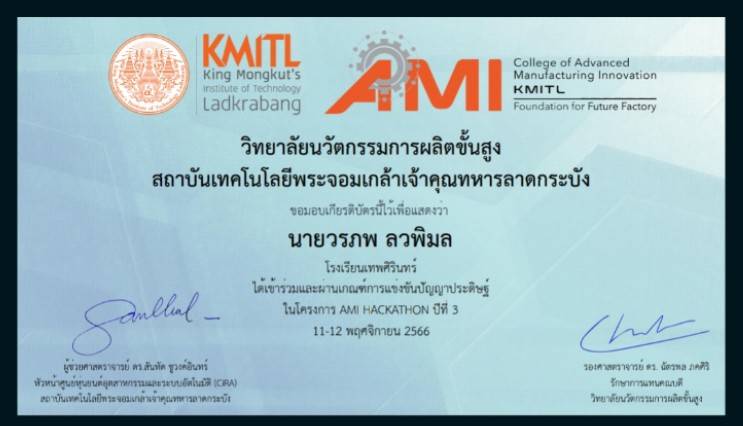 KMITL
King Mongkut's
Institute of Technology
Ladkrabang
AMI
College of Advanced
Manufacturing Innovation
KMITL
Foundation for Future Factory
วิทยาลัยนวัตกรรมการผลิตขั้นสูง
สถาบันเทคโนโลยีพระจอมเกล้าเจ้าคุณทหารลาดกระบัง
ขอมอบเกียรติบัตรนี้ไว้เพื่อแสดงว่า
นายวรภพ ลวพิมล
โรงเรียนเทพศิรินทร์
ได้เข้าร่วมและผ่านเกณฑ์การแข่งขันปัญญาประดิษฐ์
ในโครงการ AMI HACKATHON ปีที่ 3
11-12 พฤศจิกายน 2566
ผู้ช่วยศาสตราจารย์ ดร.สันทัด ชูวงค์อินทร์
หัวหน้าศูนย์หุ่นยนต์อุตสาหกรรมและระบบอัตโนมัติ (CiRA)
สถาบันเทคโนโลยีพระจอมเกล้าเจ้าคุณทหารลาดกระบัง
รองศาสตราจารย์ ดร. ฉัตรพล ภคศิริ
รักษาการแทนคณบดี
วิทยาลัยนวัตกรรมการผลิตขั้นสูง